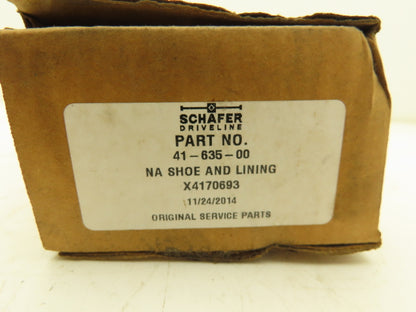 SCHAFER
DRIVELINE
PART NO.
41-635-00
NA SHOE AND LINING
X4170693
11/24/2014
ORIGINAL SERVICE PARTS